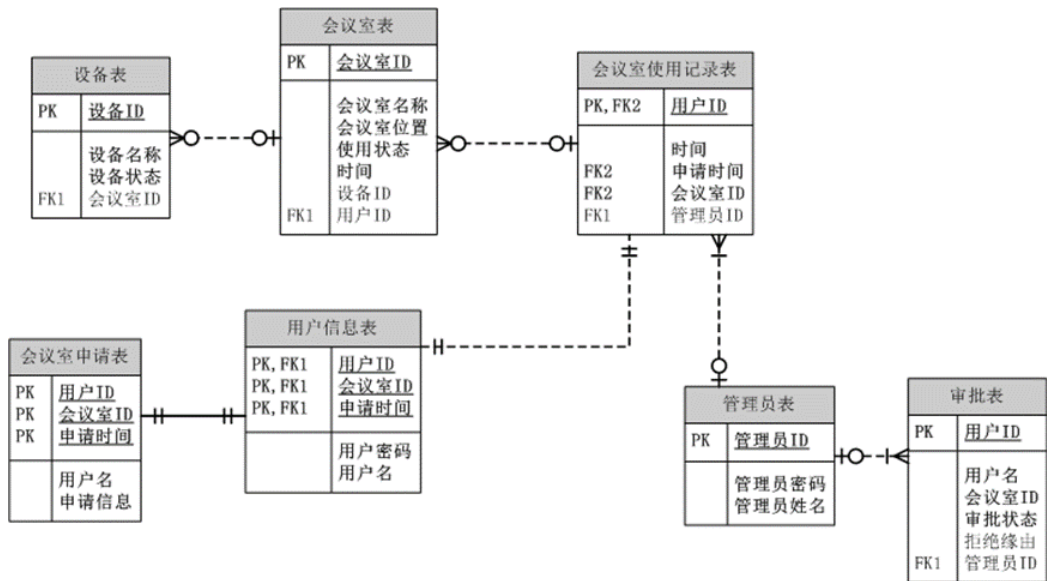 设备表
PK 设备ID
设备名称
设备状态
FK1 会议室ID
会议室表
PK 会议室ID
会议室名称
会议室位置
使用状态
时间
设备ID
FK1 用户ID
会议室使用记录表
PK,FK2 用户ID
时间
FK2 申请时间
FK2 会议室ID
FK1 管理员ID
会议室申请表
PK 用户ID
PK 会议室ID
PK 申请时间
用户名
申请信息
用户信息表
PK,FK1 用户ID
PK,FK1 会议室ID
PK,FK1 申请时间
用户密码
用户名
管理员表
PK 管理员ID
管理员密码
管理员姓名
审批表
PK 用户ID
用户名
会议室ID
审批状态
拒绝缘由
FK1 管理员ID